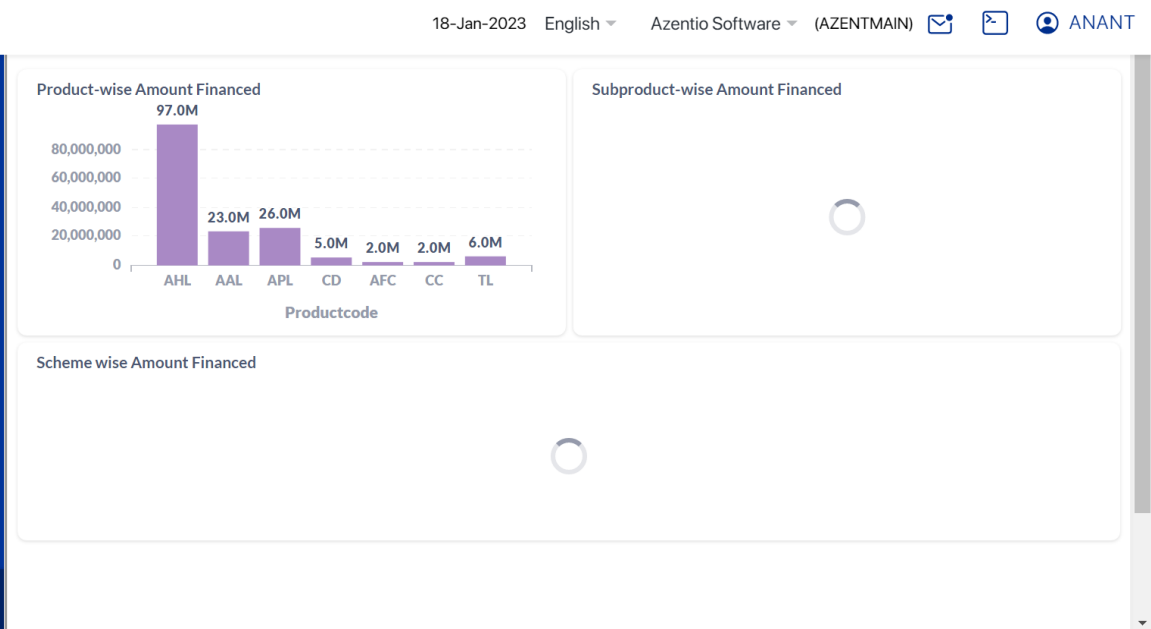 18-Jan-2023 English Azentio Software (AZENTMAIN) ANANT
Product-wise Amount Financed
97.0M
80,000,000
60,000,000
40,000,000
20,000,000
0
23.0M 26.0M 5.0M 2.0M 2.0M 6.0M
AHL AAL APL CD AFC CC TL
Productcode
Subproduct-wise Amount Financed
Scheme wise Amount Financed